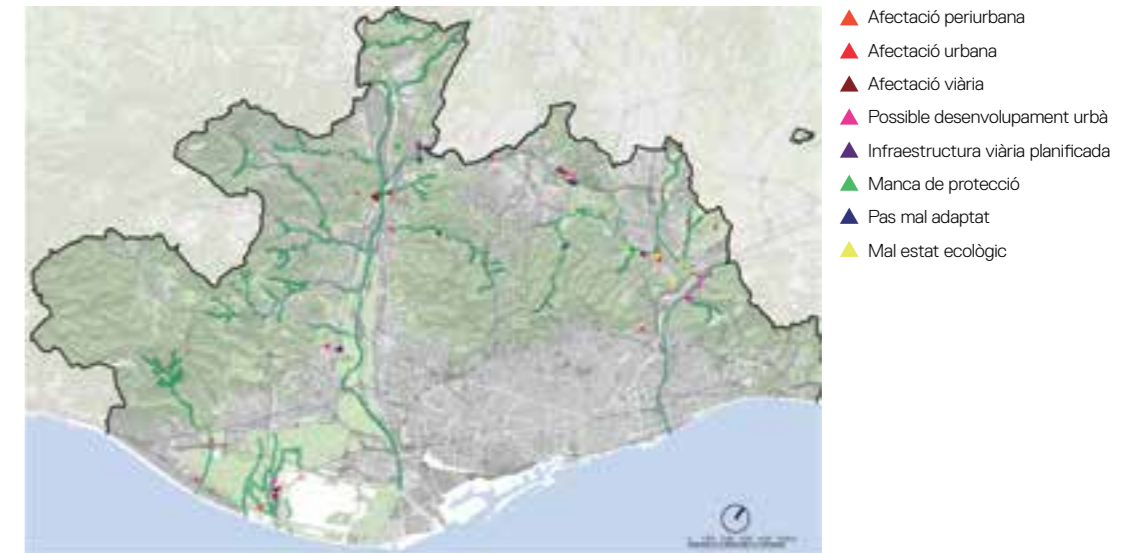 Afectació periurbana
Afectació urbana
Afectació viària
Possible desenvolupament urbà
Infraestructura viària planificada
Manca de protecció
Pas mal adaptat
Mal estat ecològic